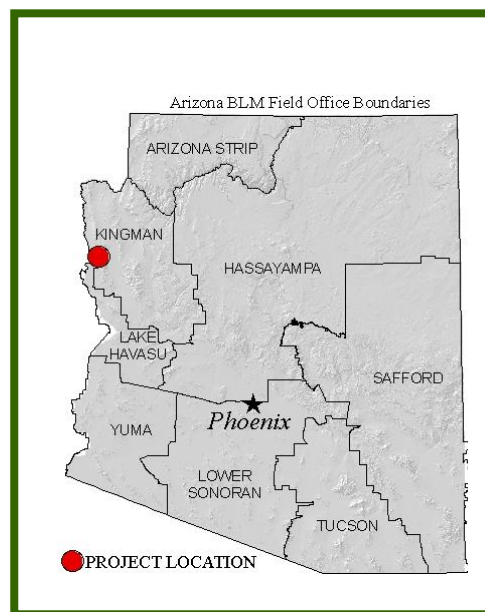 Arizona BLM Field Office Boundaries
ARIZONA STRIP
KINGMAN
HASSAYAMPA
LAKE
HAVASU
SAFFORD
YUMA
Phoenix
LOWER
SONORAN
TUCSON
PROJECT LOCATION